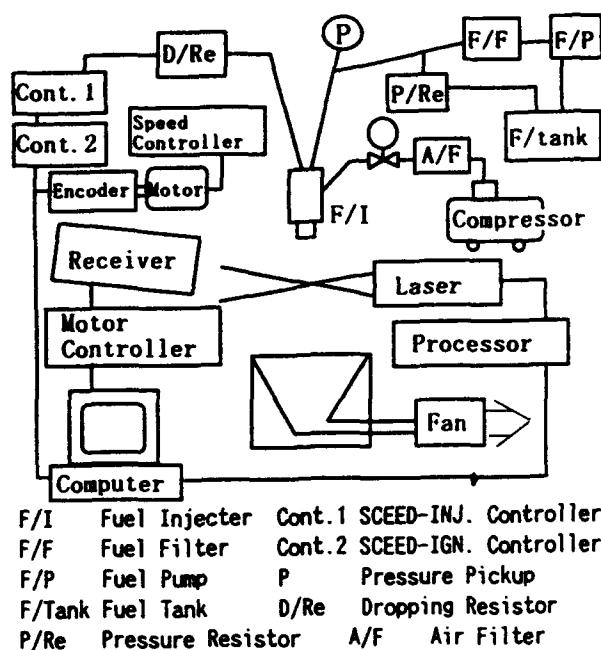 P
D/Re
F/F
F/P
Cont.1
P/Re
Cont.2
Speed
Controller
F/tank
A/F
Encoder
Motor
F/I
Compressor
Receiver
Laser
Motor
Controller
Processor
Fan
Computer
F/I Fuel Injecter Cont.1 SCEED-INJ. Controller
F/F Fuel Filter Cont.2 SCEED-IGN. Controller
F/P Fuel Pump P Pressure Pickup
F/Tank Fuel Tank D/Re Dropping Resistor
P/Re Pressure Resistor A/F Air Filter